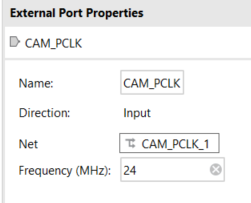 External Port Properties
CAM_PCLK
Name: CAM_PCLK
Direction: Input
Net CAM_PCLK_1
Frequency (MHz): 24